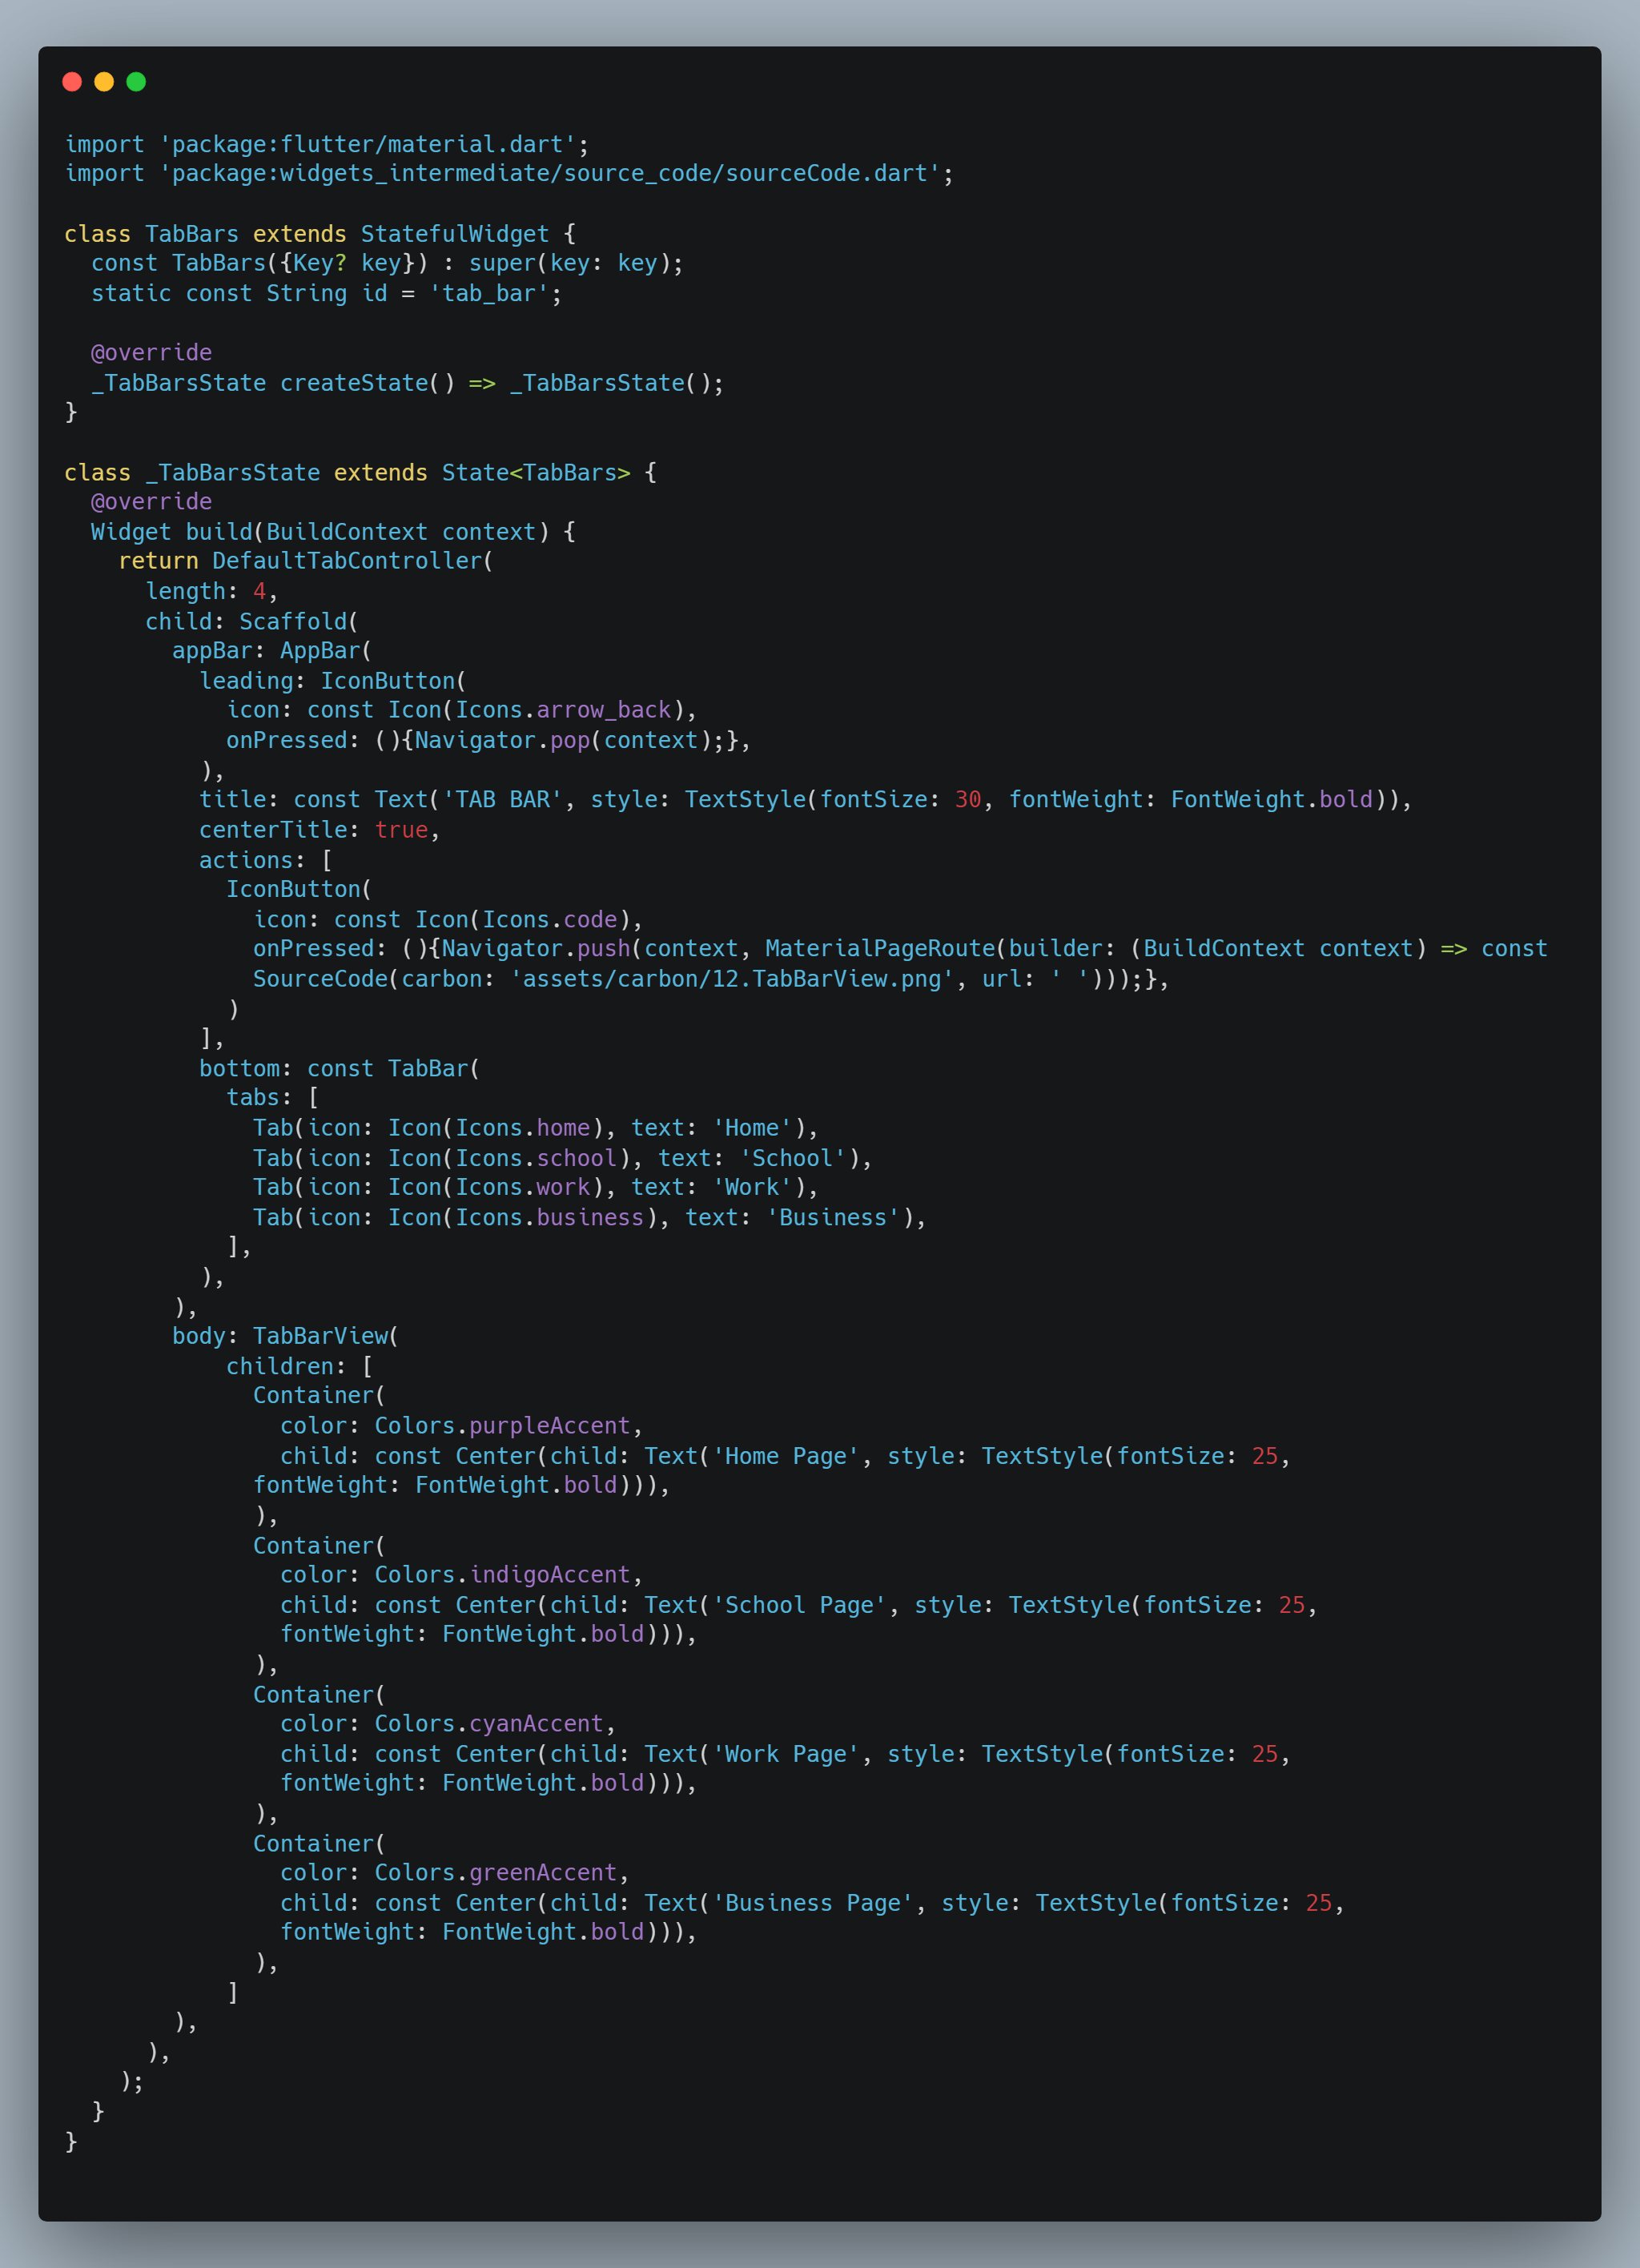 import 'package:flutter/material.dart';
import 'package:widgets_intermediate/source_code/sourceCode.dart';

class TabBars extends StatefulWidget {
  const TabBars({Key? key}) : super(key: key);
  static const String id = 'tab_bar';

  @override
  _TabBarsState createState() => _TabBarsState();
}

class _TabBarsState extends State<TabBars> {
  @override
  Widget build(BuildContext context) {
    return DefaultTabController(
      length: 4,
      child: Scaffold(
        appBar: AppBar(
          leading: IconButton(
            icon: const Icon(Icons.arrow_back),
            onPressed: (){Navigator.pop(context);},
          ),
          title: const Text('TAB BAR', style: TextStyle(fontSize: 30, fontWeight: FontWeight.bold)),
          centerTitle: true,
          actions: [
            IconButton(
              icon: const Icon(Icons.code),
              onPressed: (){Navigator.push(context, MaterialPageRoute(builder: (BuildContext context) => const
              SourceCode(carbon: 'assets/carbon/12.TabBarView.png', url: ' ')));},
            )
          ],
          bottom: const TabBar(
            tabs: [
              Tab(icon: Icon(Icons.home), text: 'Home'),
              Tab(icon: Icon(Icons.school), text: 'School'),
              Tab(icon: Icon(Icons.work), text: 'Work'),
              Tab(icon: Icon(Icons.business), text: 'Business'),
            ],
          ),
        ),
        body: TabBarView(
            children: [
              Container(
                color: Colors.purpleAccent,
                child: const Center(child: Text('Home Page', style: TextStyle(fontSize: 25,
              fontWeight: FontWeight.bold))),
              ),
              Container(
                color: Colors.indigoAccent,
                child: const Center(child: Text('School Page', style: TextStyle(fontSize: 25,
                fontWeight: FontWeight.bold))),
              ),
              Container(
                color: Colors.cyanAccent,
                child: const Center(child: Text('Work Page', style: TextStyle(fontSize: 25,
                fontWeight: FontWeight.bold))),
              ),
              Container(
                color: Colors.greenAccent,
                child: const Center(child: Text('Business Page', style: TextStyle(fontSize: 25,
                fontWeight: FontWeight.bold))),
              ),
            ]
        ),
      ),
    );
  }
}